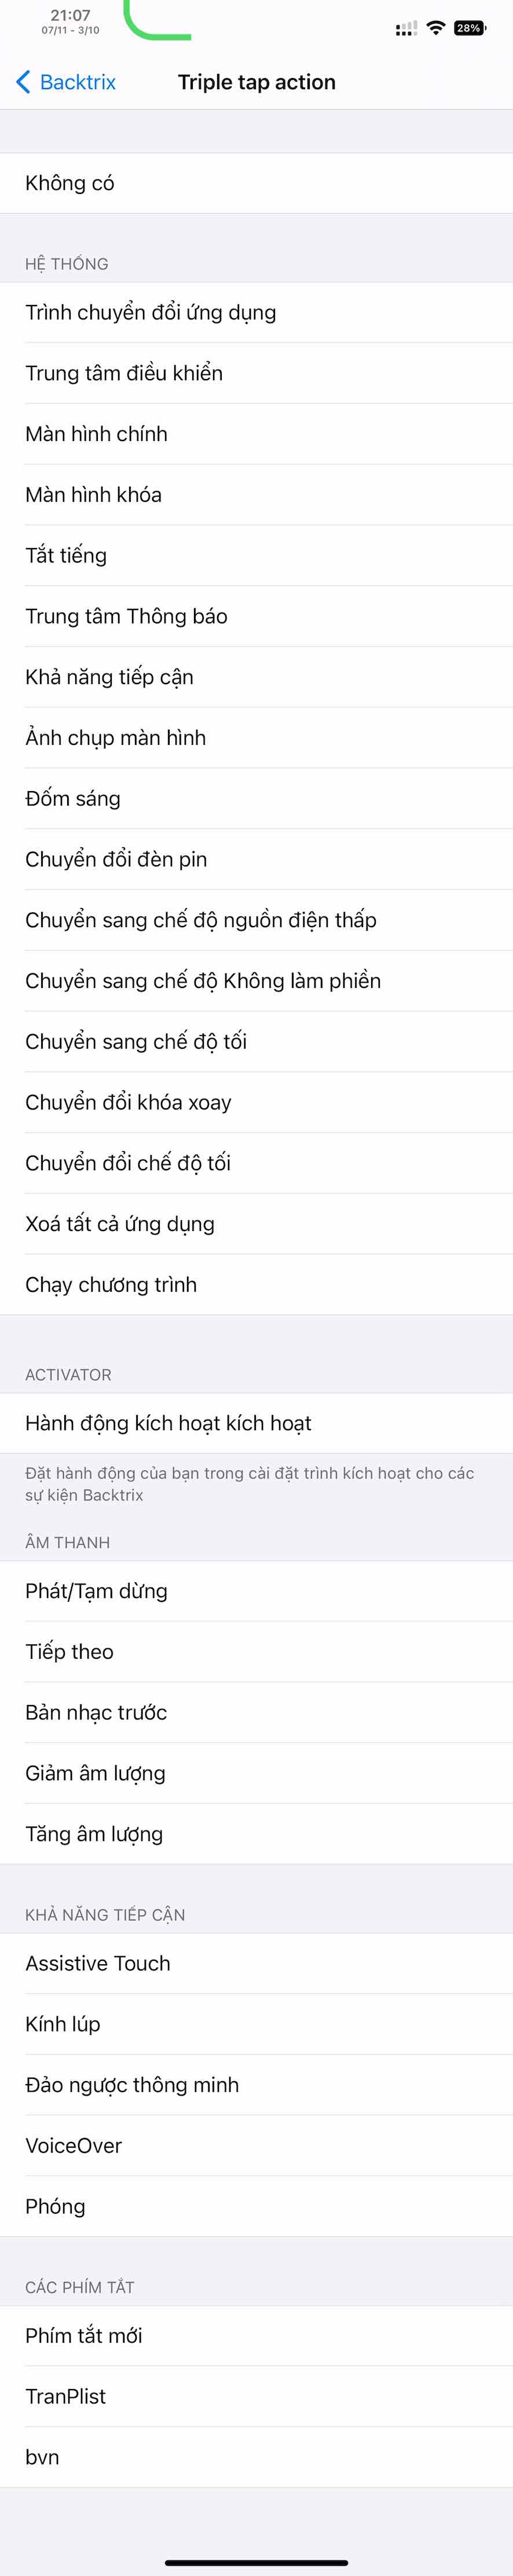 21:07
07/11 - 3/10
28%
Backtrix
Triple tap action
Không có
HỆ THỐNG
Trình chuyển đổi ứng dụng
Trung tâm điều khiển
Màn hình chính
Màn hình khóa
Tắt tiếng
Trung tâm Thông báo
Khả năng tiếp cận
Ảnh chụp màn hình
Đốm sáng
Chuyển đổi đèn pin
Chuyển sang chế độ nguồn điện thấp
Chuyển sang chế độ Không làm phiền
Chuyển sang chế độ tối
Chuyển đổi khóa xoay
Chuyển đổi chế độ tối
Xoá tất cả ứng dụng
Chạy chương trình
ACTIVATOR
Hành động kích hoạt kích hoạt
Đặt hành động của bạn trong cài đặt trình kích hoạt cho các
sự kiện Backtrix
ÂM THANH
Phát/Tạm dừng
Tiếp theo
Bản nhạc trước
Giảm âm lượng
Tăng âm lượng
KHẢ NĂNG TIẾP CẬN
Assistive Touch
Kính lúp
Đảo ngược thông minh
VoiceOver
Phóng
CÁC PHÍM TẮT
Phím tắt mới
TranPlist
bvn